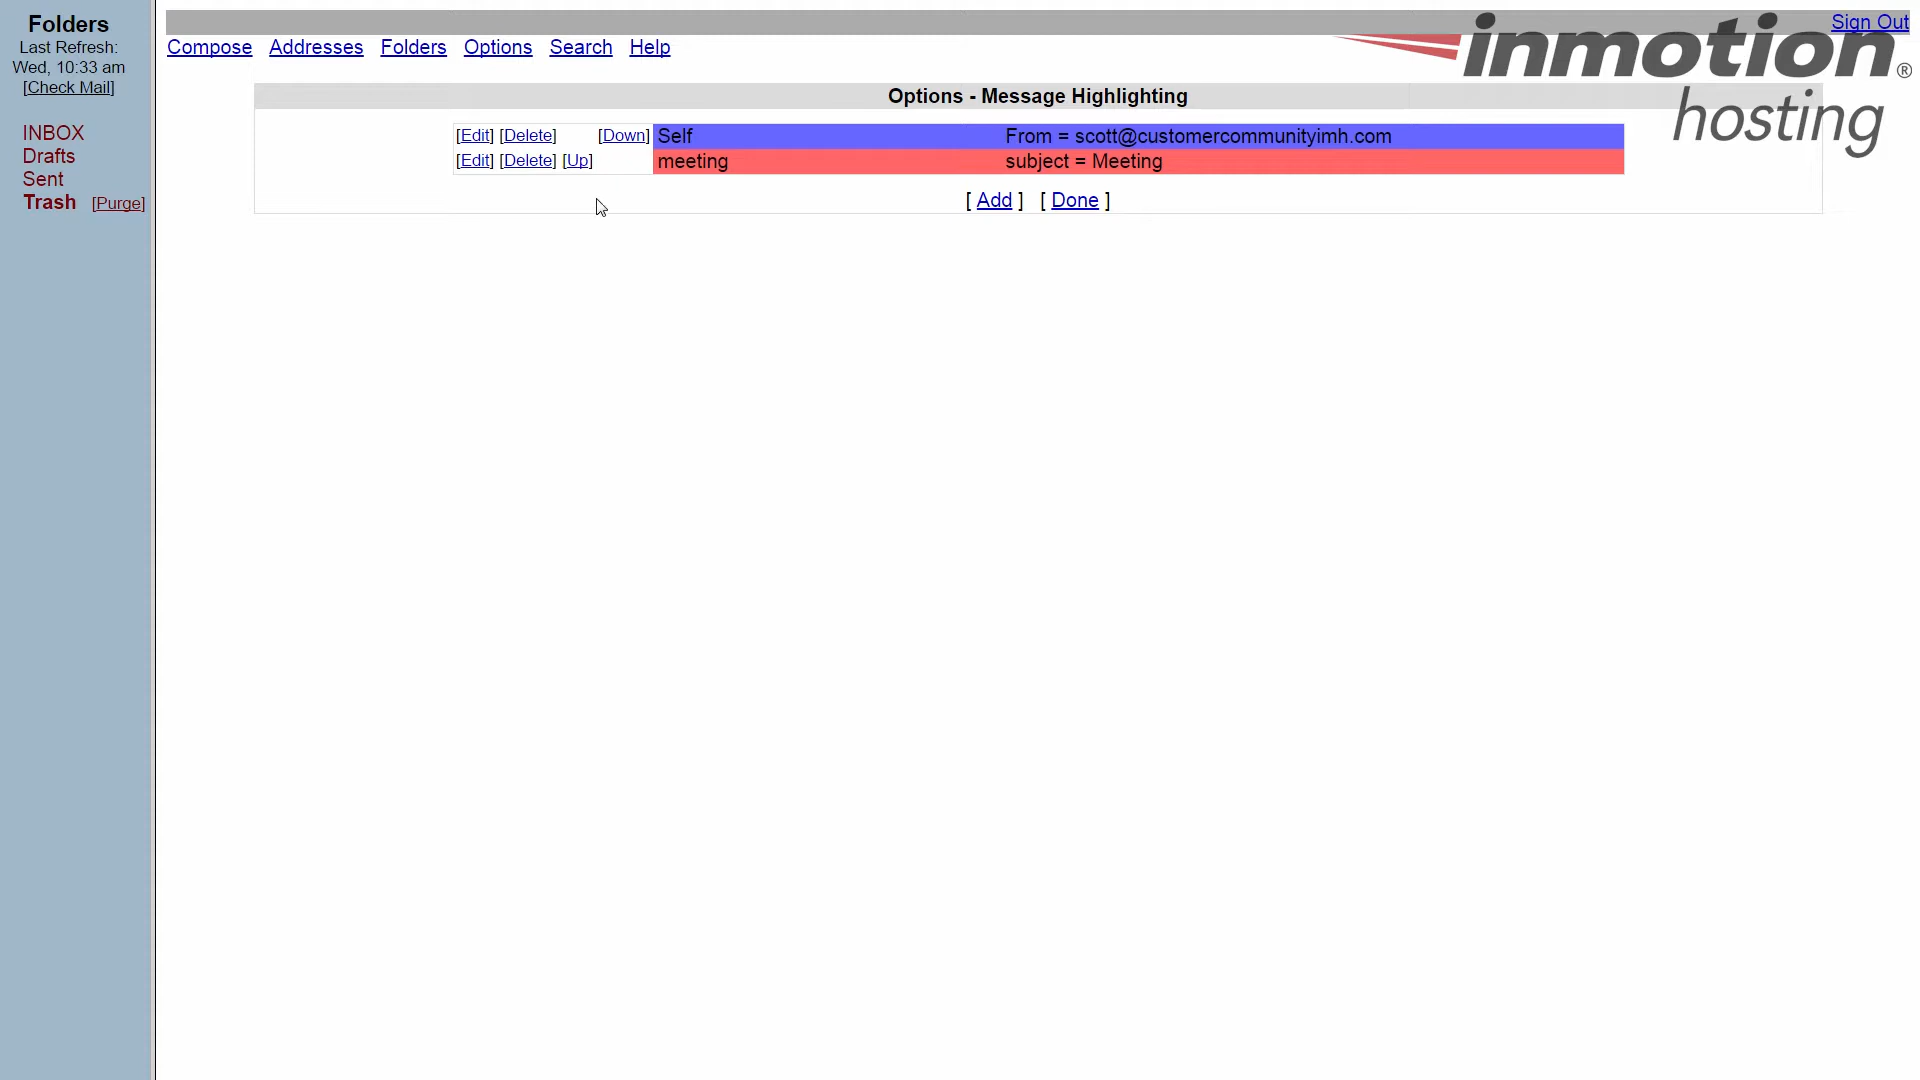 Folders
Last Refresh:
Wed, 10:33 am
[Check Mail]
INBOX
Drafts
Sent
Trash [Purge]
Sign Out
Compose Addresses Folders Options Search Help
inmotion®
hosting
Options - Message Highlighting
[Edit] [Delete] [Down] Self From = scott@customercommunityimh.com
[Edit] [Delete] [Up] meeting subject = Meeting
[ Add ] [ Done ]